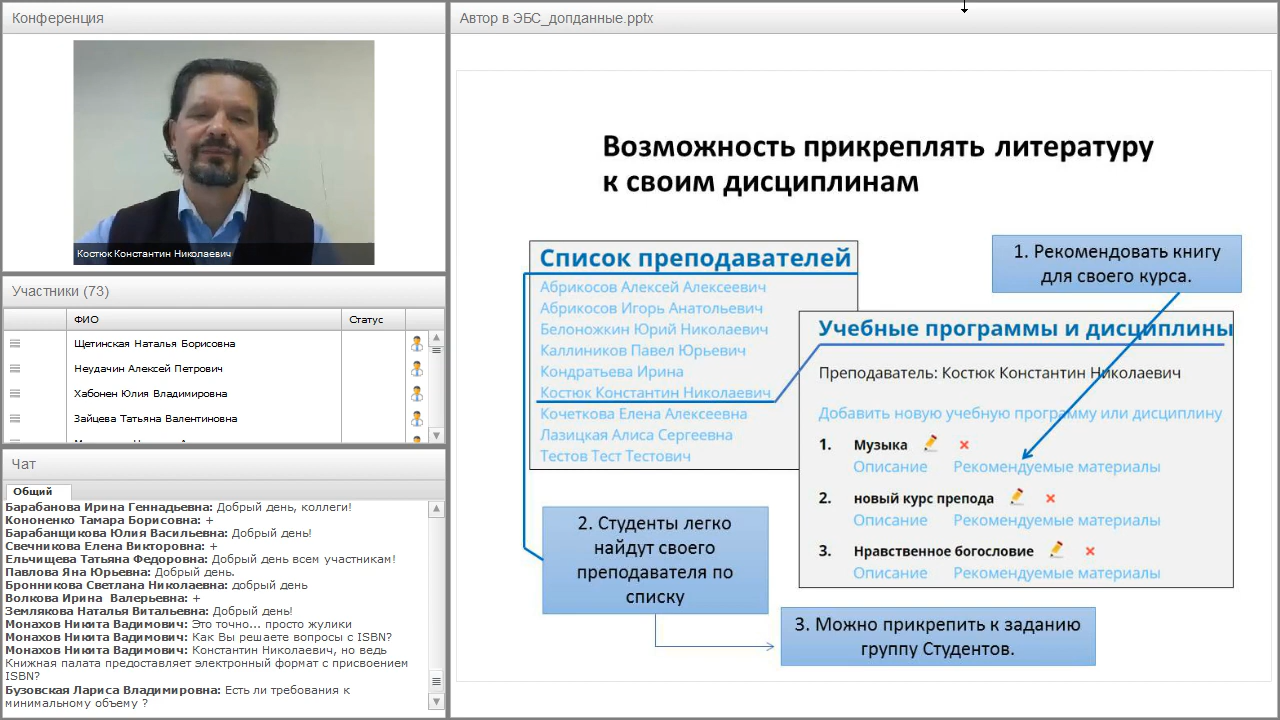 Конференция
Костюк Константин Николаевич
Участники (73)
ФИО
Статус
Щетинская Наталья Борисовна
Неудачин Алексей Петрович
Хабонен Юлия Владимировна
Зайцева Татьяна Валентиновна
Чат
Общий
Барабанова Ирина Геннадьевна: Добрый день, коллеги!
Кононенко Тамара Борисовна: +
Барабанщикова Юлия Васильевна: Добрый день!
Свечникова Елена Викторовна: +
Ельчищева Татьяна Федоровна: Добрый день всем участникам!
Павлова Яна Юрьевна: Добрый день.
Бронникова Светлана Николаевна: добрый день
Волкова Ирина Валерьевна: +
Землякова Наталья Витальевна: Добрый день!
Монахов Никита Вадимович: Это точно... просто жулики
Монахов Никита Вадимович: Как Вы решаете вопросы с ISBN?
Монахов Никита Вадимович: Константин Николаевич, но ведь
Книжная палата предоставляет электронный формат с присвоением
ISBN?
Бузовская Лариса Владимировна: Есть ли требования к
минимальному объему ?
Автор в ЭБС_допданные.pptx
Возможность прикреплять литературу
к своим дисциплинам
Список преподавателей
Абрикосов Алексей Алексеевич
Абрикосов Игорь Анатольевич
Белоножкин Юрий Николаевич
Каллиников Павел Юрьевич
Кондратьева Ирина
Костюк Константин Николаевич
Кочеткова Елена Алексеевна
Лазицкая Алиса Сергеевна
Тестов Тест Тестович
1. Рекомендовать книгу
для своего курса.
Учебные программы и дисциплины
Преподаватель: Костюк Константин Николаевич
Добавить новую учебную программу или дисциплину
1. Музыка
Описание Рекомендуемые материалы
2. новый курс препода
Описание Рекомендуемые материалы
3. Нравственное богословие
Описание Рекомендуемые материалы
2. Студенты легко
найдут своего
преподавателя по
списку
3. Можно прикрепить к заданию
группу Студентов.